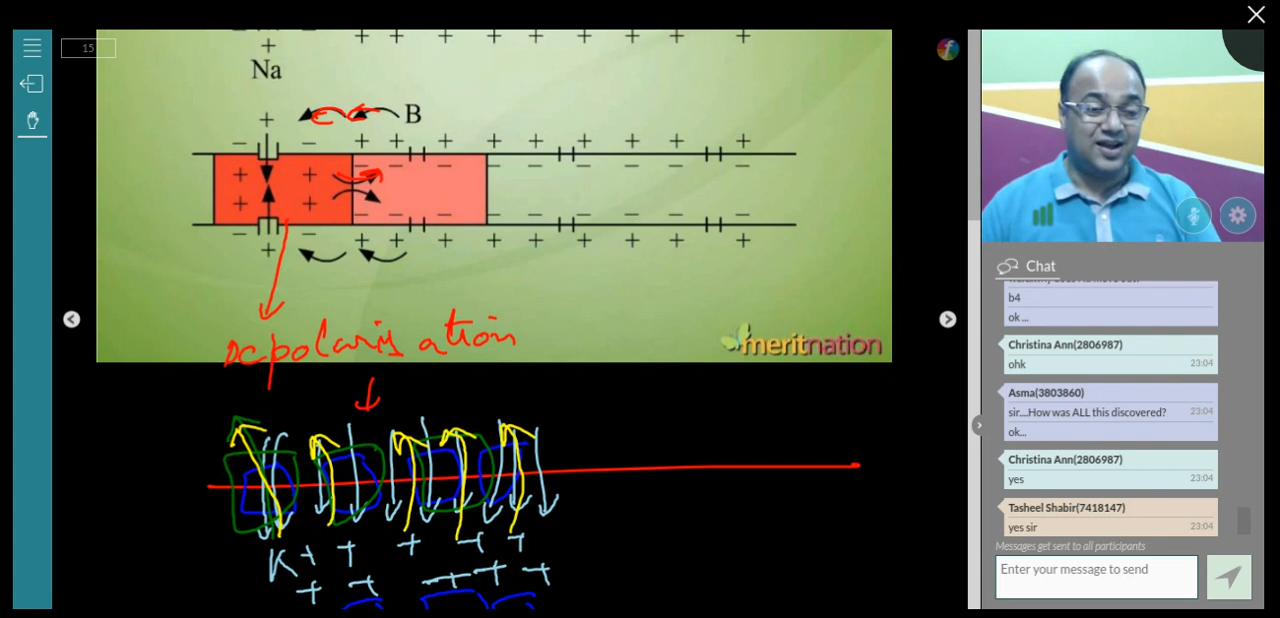 15
+ + + + + + + +
+
Na
+
B
− − + + + + + + + +
+ + − − − − − − − −
+ + − − − − − − − −
− − + + + + + + + +
+
Depolarisation
meritnation
K+ + + + +
+ + + + +
Chat
b4
ok ...
Christina Ann(2806987)
ohk
23:04
Asma(3803860)
sir....How was ALL this discovered?
23:04
ok...
Christina Ann(2806987)
yes
23:04
Tasheel Shabir(7418147)
yes sir
23:04
Messages get sent to all participants
Enter your message to send